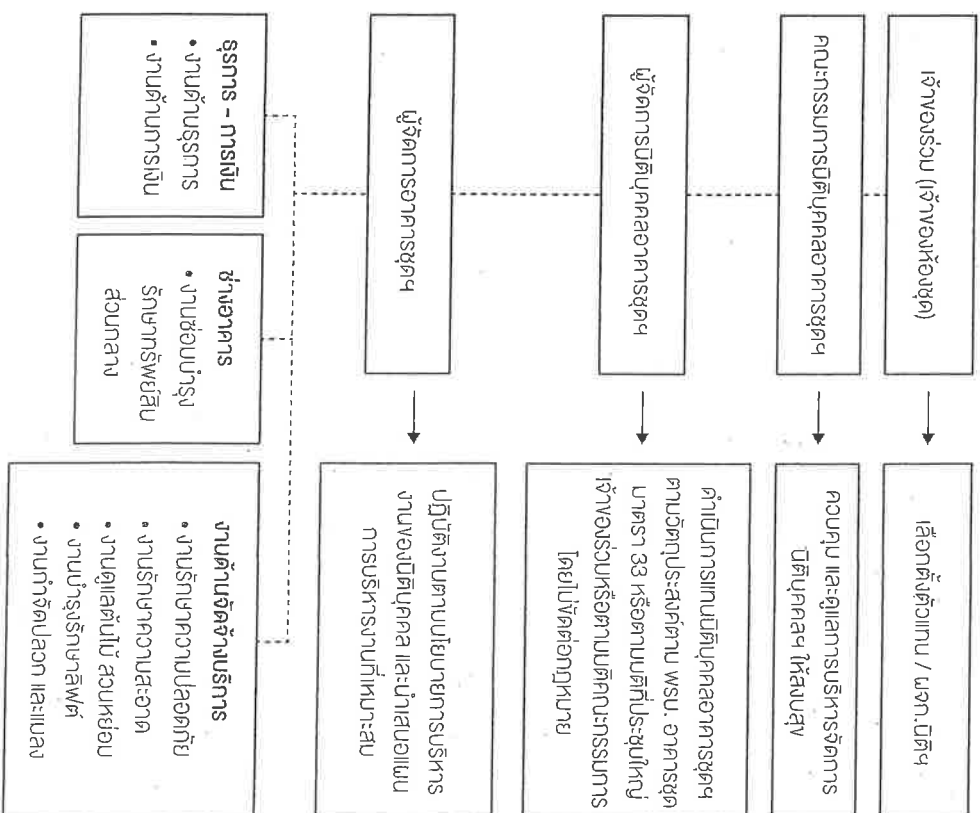 เจ้าของร่วม (เจ้าของห้องชุด)
เลือกตั้งตัวแทน / ผจก.นิติฯ
คณะกรรมการนิติบุคคลอาคารชุดฯ
ควบคุม และดูแลการบริหารจัดการ
นิติบุคคลฯ ให้สงบสุข
ผู้จัดการนิติบุคคลอาคารชุดฯ
ดำเนินการแทนนิติบุคคลอาคารชุดฯ
ตามวัตถุประสงค์ตาม พรบ. อาคารชุด
มาตรา 33 หรือตามมติที่ประชุมใหญ่
เจ้าของร่วมหรือตามมติคณะกรรมการ
โดยไม่ขัดต่อกฎหมาย
ผู้จัดการอาคารชุดฯ
ปฏิบัติงานตามนโยบายการบริหาร
งานของนิติบุคคล และนำเสนอแผน
การบริหารงานที่เหมาะสม
ธุรการ - การเงิน
• งานด้านธุรการ
• งานด้านการเงิน
ช่างอาคาร
• งานซ่อมบำรุง
รักษาทรัพย์สิน
ส่วนกลาง
งานด้านจัดจ้างบริการ
• งานรักษาความปลอดภัย
• งานรักษาความสะอาด
• งานดูแลต้นไม้ สวนหย่อม
• งานบำรุงรักษาลิฟต์
• งานกำจัดปลวก และแมลง